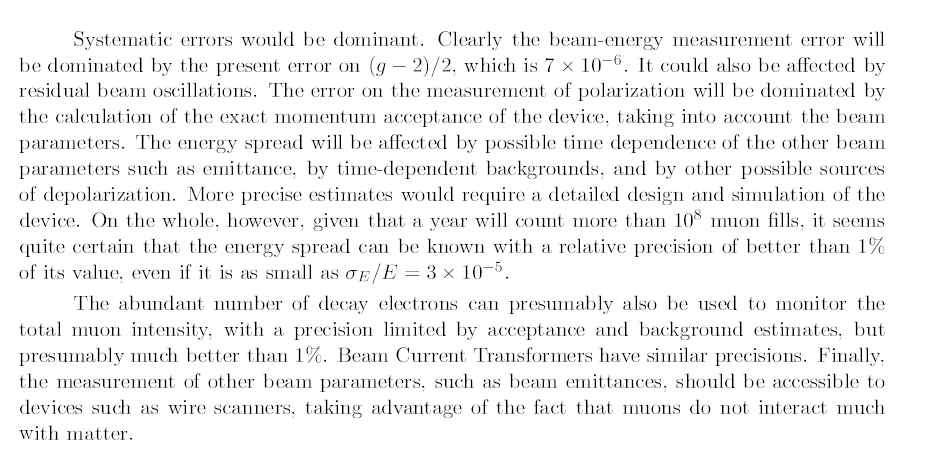 Systematic errors would be dominant. Clearly the beam-energy measurement error will
be dominated by the present error on (g − 2)/2, which is 7 × 10⁻⁶. It could also be affected by
residual beam oscillations. The error on the measurement of polarization will be dominated by
the calculation of the exact momentum acceptance of the device, taking into account the beam
parameters. The energy spread will be affected by possible time dependence of the other beam
parameters such as emittance, by time-dependent backgrounds, and by other possible sources
of depolarization. More precise estimates would require a detailed design and simulation of the
device. On the whole, however, given that a year will count more than 10⁸ muon fills, it seems
quite certain that the energy spread can be known with a relative precision of better than 1%
of its value, even if it is as small as σ_E/E = 3 × 10⁻⁵.
The abundant number of decay electrons can presumably also be used to monitor the
total muon intensity, with a precision limited by acceptance and background estimates, but
presumably much better than 1%. Beam Current Transformers have similar precisions. Finally,
the measurement of other beam parameters, such as beam emittances, should be accessible to
devices such as wire scanners, taking advantage of the fact that muons do not interact much
with matter.